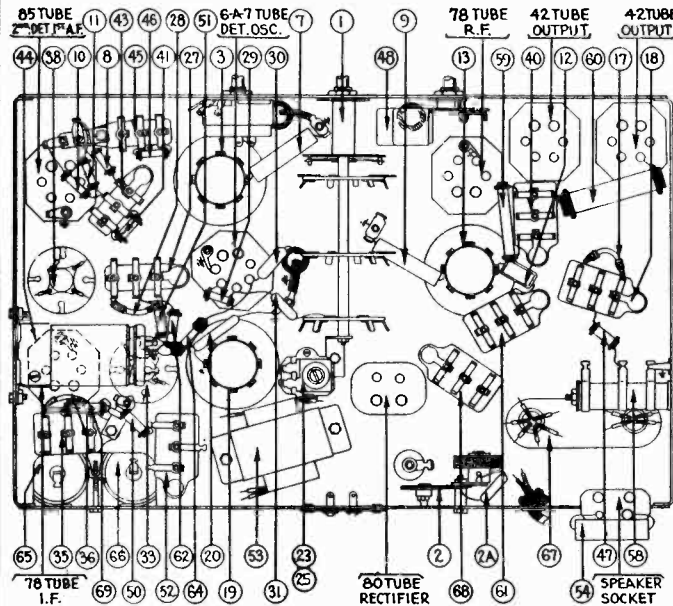 85 TUBE
2ND DET. 1ST A.F.
6-A-7 TUBE
DET. OSC.
78 TUBE
R.F.
42 TUBE
OUTPUT
42 TUBE
OUTPUT
11 43 46 28 51 7 1 9 59 17
44 38 10 8 45 41 27 3 29 30 48 13 40 12 60 18
65 35 36 66 33 62 20 53 23 2 61 67 47 58
69 50 52 64 19 31 25 2A 68 54
78 TUBE
I.F.
80 TUBE
RECTIFIER
SPEAKER
SOCKET